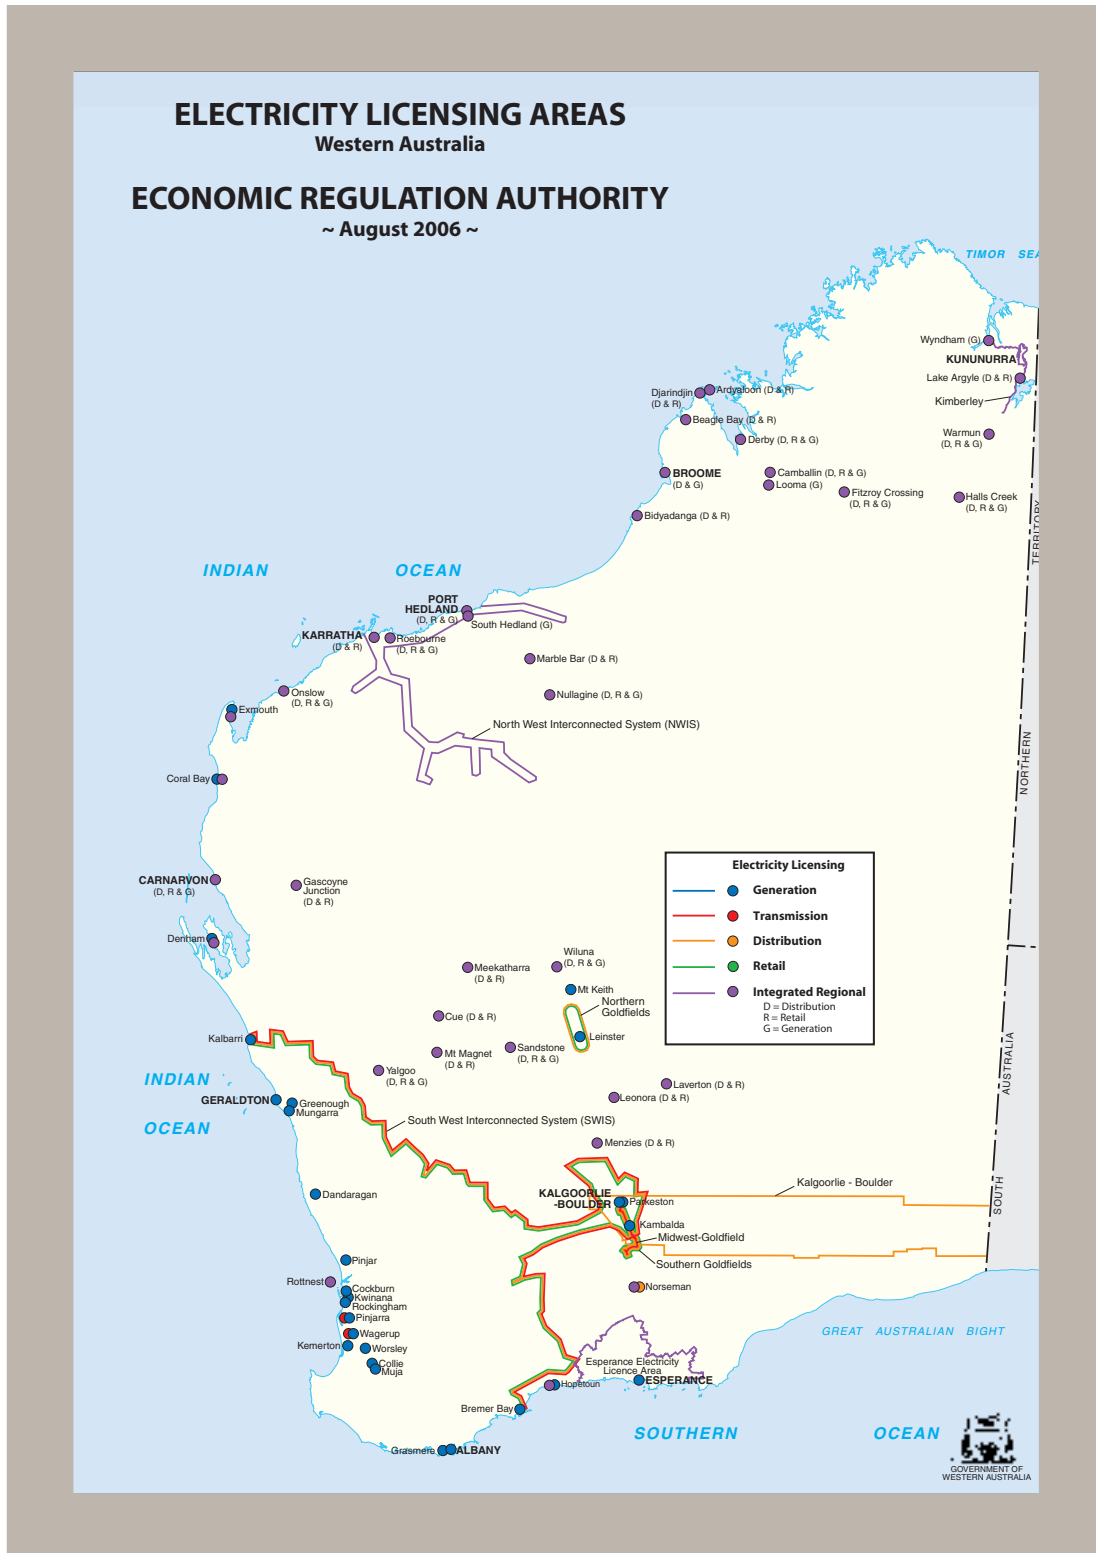 ELECTRICITY LICENSING AREAS
Western Australia
ECONOMIC REGULATION AUTHORITY
~ August 2006 ~
TIMOR SEA
Wyndham (G)
KUNUNURRA
Lake Argyle (D & R)
Kimberley
Warmun
(D, R & G)
Djarindjin
(D & R)
Ardyaloon (D & R)
Beagle Bay (D & R)
Derby (D, R & G)
BROOME
(D & G)
Camballin (D, R & G)
Looma (G)
Fitzroy Crossing
(D, R & G)
Halls Creek
(D, R & G)
Bidyadanga (D & R)
TERRITORY
NORTHERN
INDIAN OCEAN
PORT
HEDLAND
(D, R & G)
South Hedland (G)
KARRATHA
(D & R)
Roebourne
(D, R & G)
Marble Bar (D & R)
Nullagine (D, R & G)
Onslow
(D, R & G)
Exmouth
North West Interconnected System (NWIS)
Coral Bay
CARNARVON
(D, R & G)
Gascoyne
Junction
(D & R)
Denham
Electricity Licensing
Generation
Transmission
Distribution
Retail
Integrated Regional
D = Distribution
R = Retail
G = Generation
Wiluna
(D, R & G)
Meekatharra
(D & R)
Mt Keith
Northern
Goldfields
Cue (D & R)
Leinster
Kalbarri
Mt Magnet
(D & R)
Sandstone
(D, R & G)
Yalgoo
(D, R & G)
Laverton (D & R)
Leonora (D & R)
INDIAN
OCEAN
GERALDTON
Greenough
Mungarra
South West Interconnected System (SWIS)
Menzies (D & R)
AUSTRALIA
SOUTH
Dandaragan
KALGOORLIE
-BOULDER
Parkeston
Kalgoorlie - Boulder
Kambalda
Midwest-Goldfield
Southern Goldfields
Pinjar
Rottnest
Norseman
Cockburn
Kwinana
Rockingham
Pinjarra
Wagerup
Kemerton
Worsley
Collie
Muja
GREAT AUSTRALIAN BIGHT
Esperance Electricity
Licence Area
ESPERANCE
Hopetoun
Bremer Bay
Grasmere
ALBANY
SOUTHERN OCEAN
GOVERNMENT OF
WESTERN AUSTRALIA